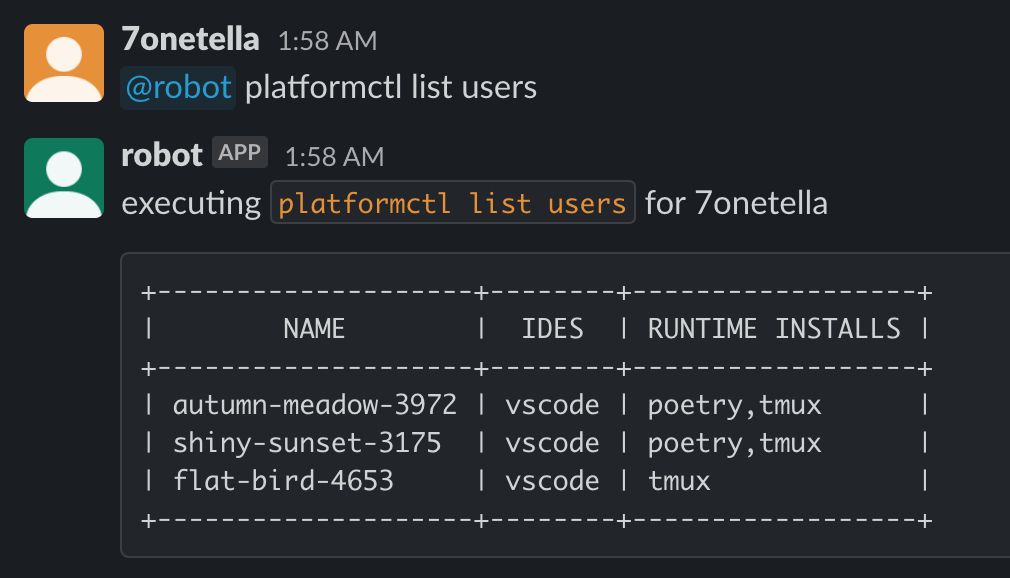 7onetella 1:58 AM
@robot platformctl list users
robot APP 1:58 AM
executing platformctl list users for 7onetella
+--------------------+--------+------------------+
|        NAME        |  IDES  | RUNTIME INSTALLS |
+--------------------+--------+------------------+
| autumn-meadow-3972 | vscode | poetry,tmux      |
| shiny-sunset-3175  | vscode | poetry,tmux      |
| flat-bird-4653     | vscode | tmux             |
+--------------------+--------+------------------+